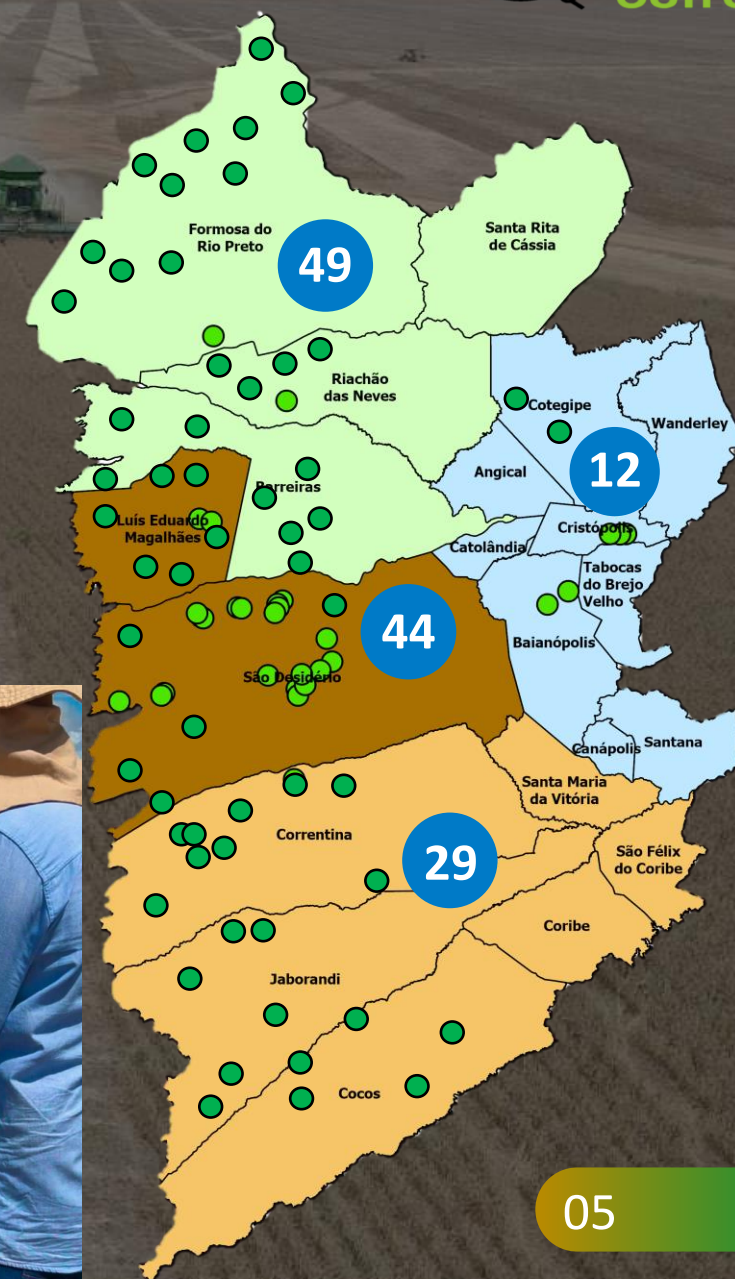 Formosa do
Rio Preto
49
Santa Rita
de Cássia
Riachão
das Neves
Cotegipe
Wanderley
12
Angical
Barreiras
Luís Eduardo
Magalhães
Cristópolis
Catolândia
Tabocas
do Brejo
Velho
44
Baianópolis
São Desidério
Canápolis
Santana
Santa Maria
da Vitória
Correntina
29
São Félix
do Coribe
Coribe
Jaborandi
Cocos
05